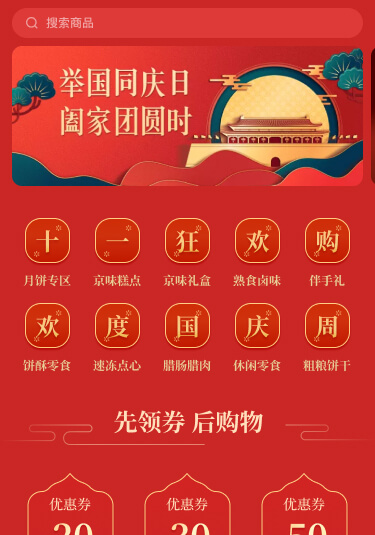 搜索商品
举国同庆日
阖家团圆时
十 一 狂 欢 购
月饼专区 京味糕点 京味礼盒 熟食卤味 伴手礼
欢 度 国 庆 周
饼酥零食 速冻点心 腊肠腊肉 休闲零食 粗粮饼干
先领券 后购物
优惠券 优惠券 优惠券